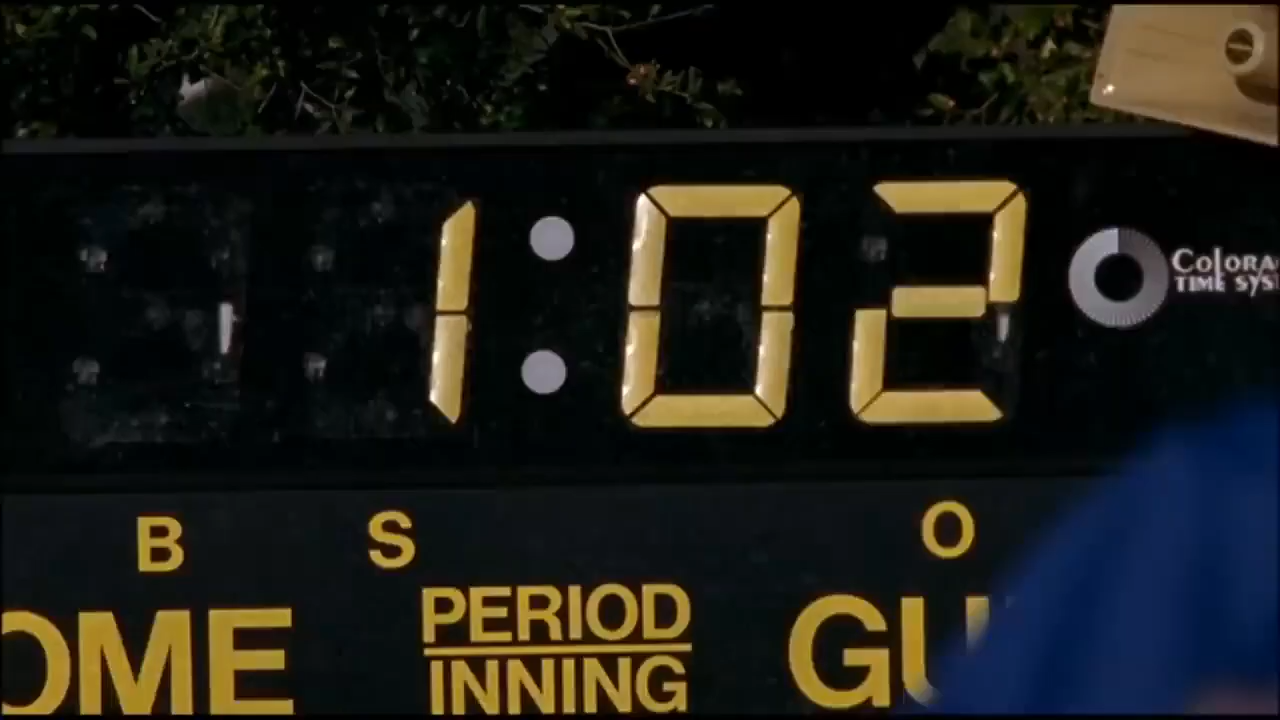 1:02
COLORA
TIME SYS
B S O
OME PERIOD GU
INNING